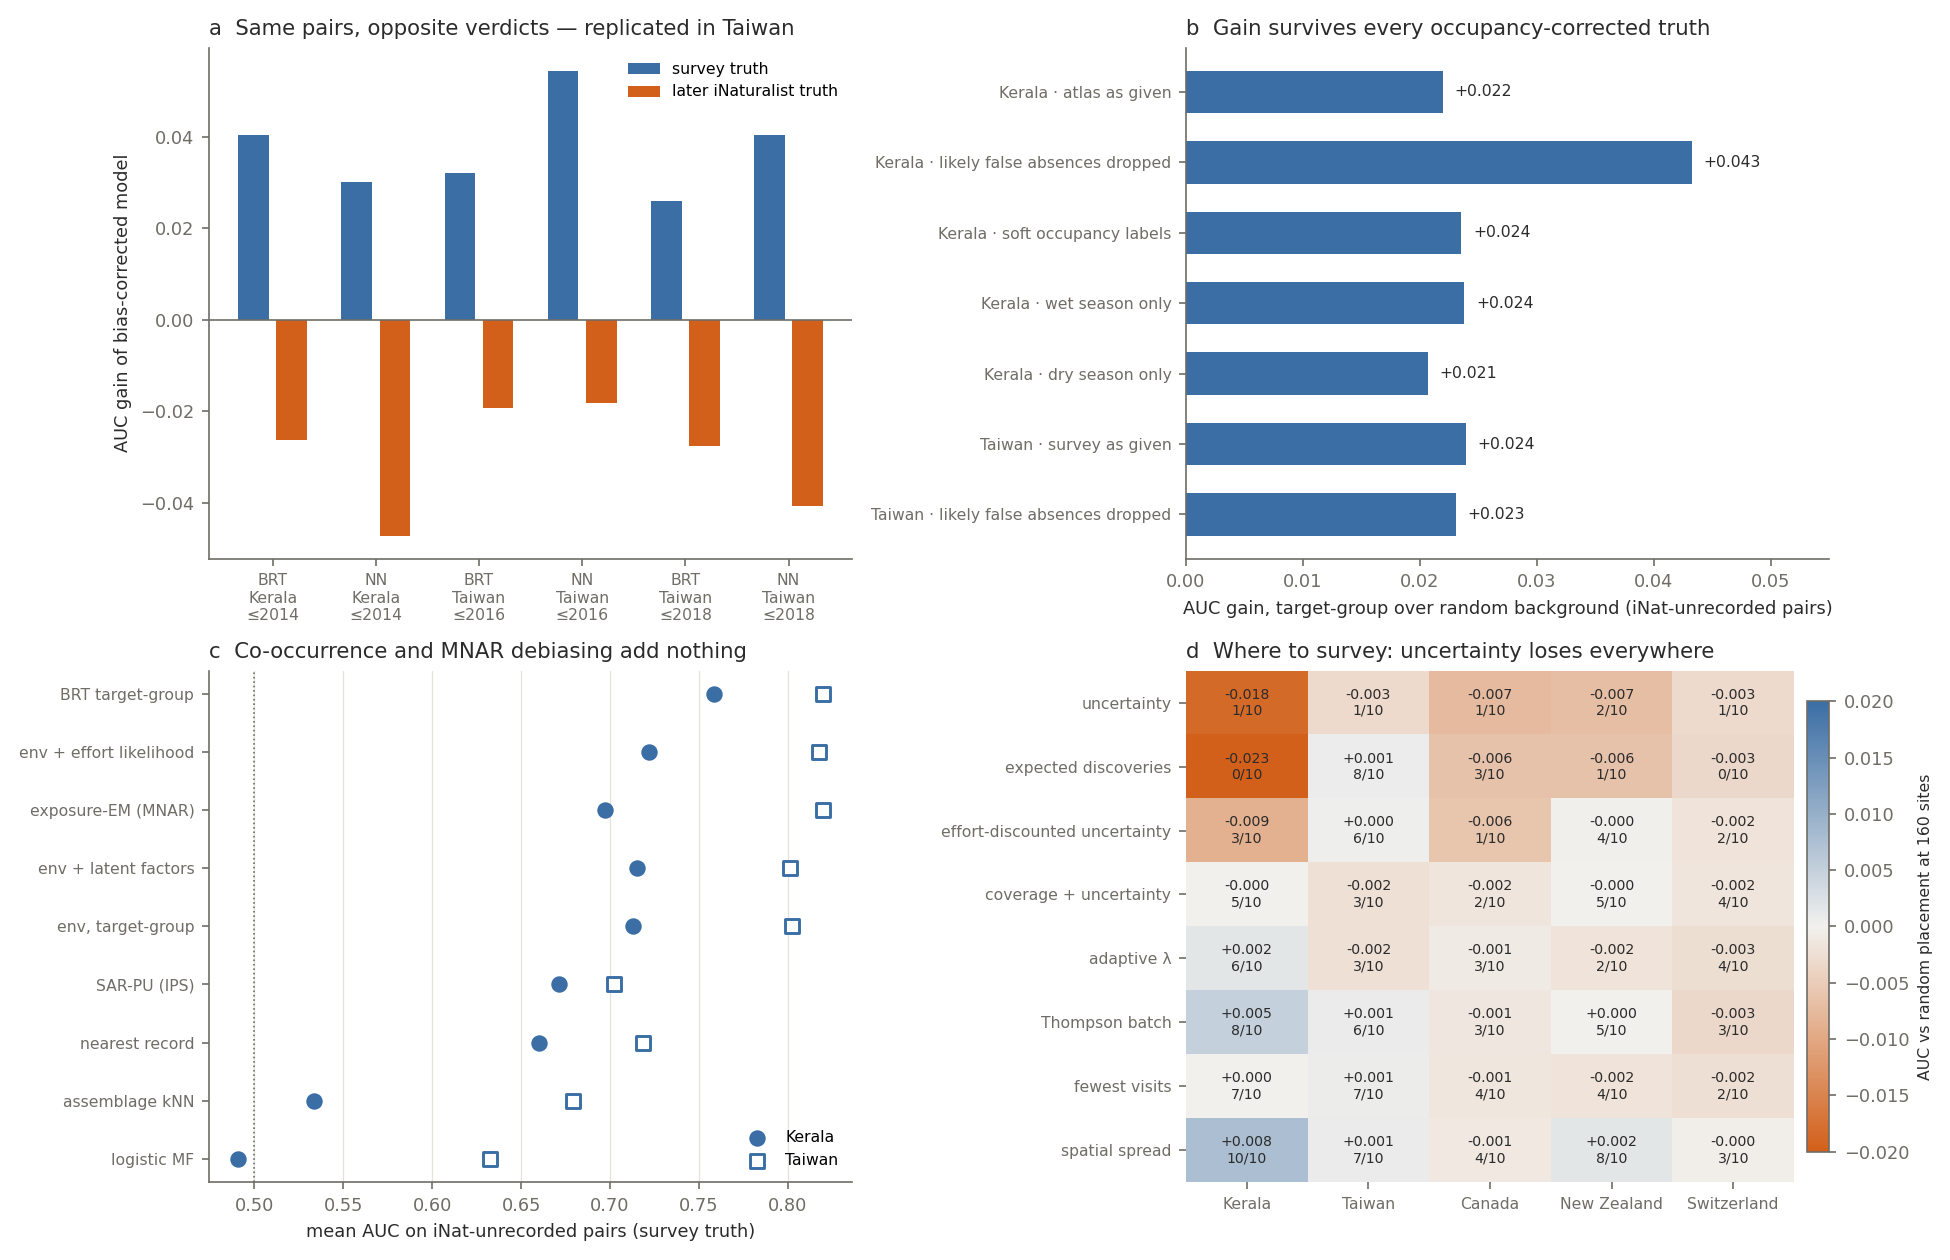 a  Same pairs, opposite verdicts — replicated in Taiwan
survey truth
later iNaturalist truth
AUC gain of bias-corrected model
0.04
0.02
0.00
−0.02
−0.04
BRT
Kerala
≤2014
NN
Kerala
≤2014
BRT
Taiwan
≤2016
NN
Taiwan
≤2016
BRT
Taiwan
≤2018
NN
Taiwan
≤2018
b  Gain survives every occupancy-corrected truth
Kerala · atlas as given
+0.022
Kerala · likely false absences dropped
+0.043
Kerala · soft occupancy labels
+0.024
Kerala · wet season only
+0.024
Kerala · dry season only
+0.021
Taiwan · survey as given
+0.024
Taiwan · likely false absences dropped
+0.023
0.00 0.01 0.02 0.03 0.04 0.05
AUC gain, target-group over random background (iNat-unrecorded pairs)
c  Co-occurrence and MNAR debiasing add nothing
BRT target-group
env + effort likelihood
exposure-EM (MNAR)
env + latent factors
env, target-group
SAR-PU (IPS)
nearest record
assemblage kNN
logistic MF
Kerala
Taiwan
0.50 0.55 0.60 0.65 0.70 0.75 0.80
mean AUC on iNat-unrecorded pairs (survey truth)
d  Where to survey: uncertainty loses everywhere
uncertainty
-0.018 -0.003 -0.007 -0.007 -0.003
1/10 1/10 1/10 2/10 1/10
expected discoveries
-0.023 +0.001 -0.006 -0.006 -0.003
0/10 8/10 3/10 1/10 0/10
effort-discounted uncertainty
-0.009 +0.000 -0.006 -0.000 -0.002
3/10 6/10 1/10 4/10 2/10
coverage + uncertainty
-0.000 -0.002 -0.002 -0.000 -0.002
5/10 3/10 2/10 5/10 4/10
adaptive λ
+0.002 -0.002 -0.001 -0.002 -0.003
6/10 3/10 3/10 2/10 4/10
Thompson batch
+0.005 +0.001 -0.001 +0.000 -0.003
8/10 6/10 3/10 5/10 3/10
fewest visits
+0.000 +0.001 -0.001 -0.002 -0.002
7/10 7/10 4/10 4/10 2/10
spatial spread
+0.008 +0.001 -0.001 +0.002 -0.000
10/10 7/10 4/10 8/10 3/10
Kerala Taiwan Canada New Zealand Switzerland
0.020
0.015
0.010
0.005
0.000
−0.005
−0.010
−0.015
−0.020
AUC vs random placement at 160 sites